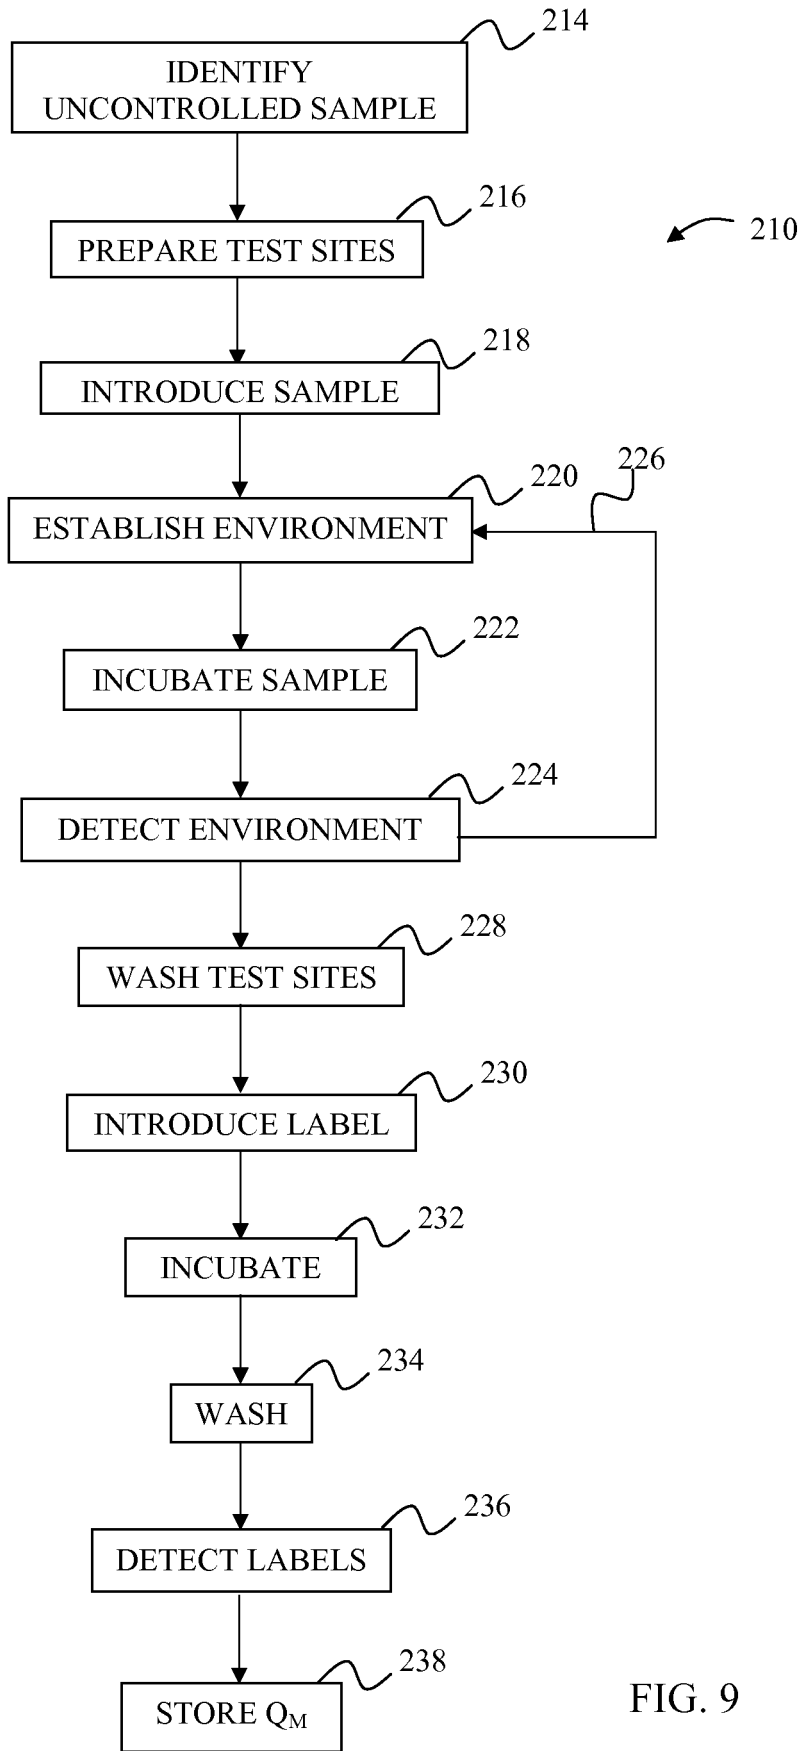 214
IDENTIFY
UNCONTROLLED SAMPLE
216
PREPARE TEST SITES
210
218
INTRODUCE SAMPLE
226
220
ESTABLISH ENVIRONMENT
222
INCUBATE SAMPLE
224
DETECT ENVIRONMENT
228
WASH TEST SITES
230
INTRODUCE LABEL
232
INCUBATE
234
WASH
236
DETECT LABELS
238
STORE QM
FIG. 9